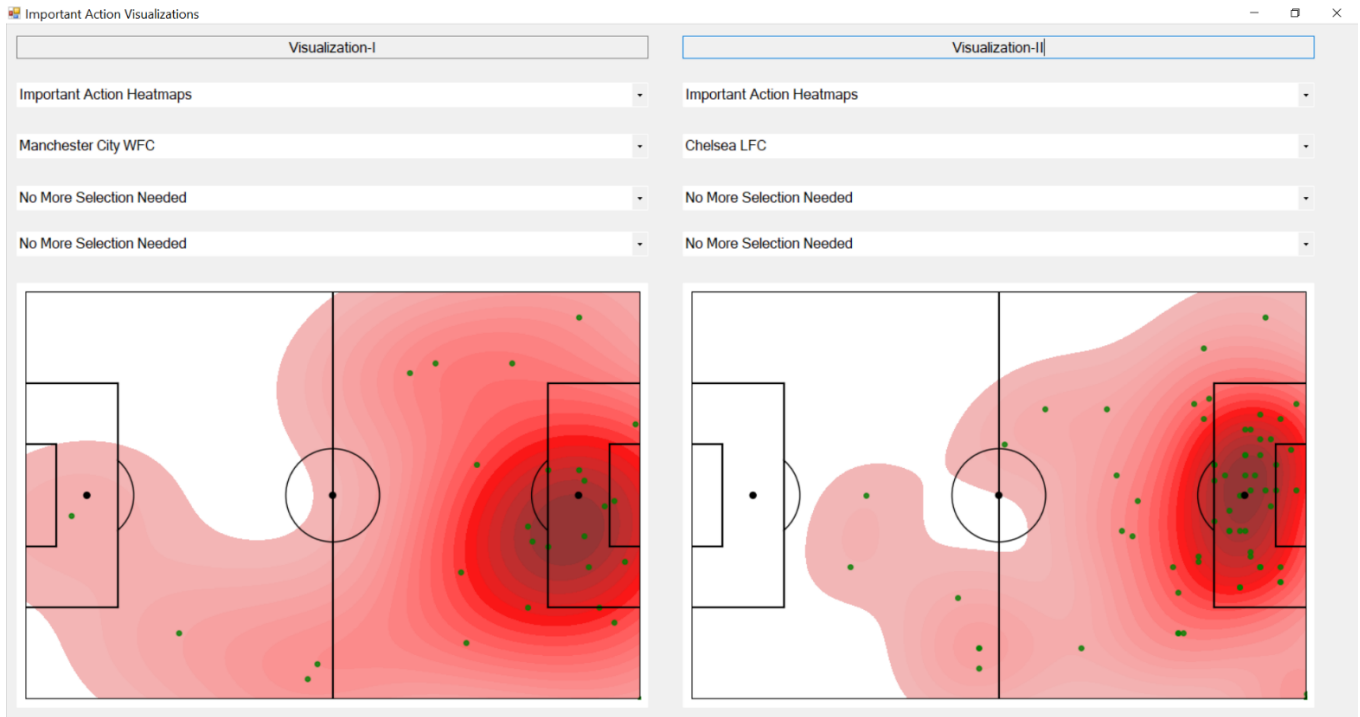 Important Action Visualizations
Visualization-I
Visualization-II
Important Action Heatmaps
Important Action Heatmaps
Manchester City WFC
Chelsea LFC
No More Selection Needed
No More Selection Needed
No More Selection Needed
No More Selection Needed